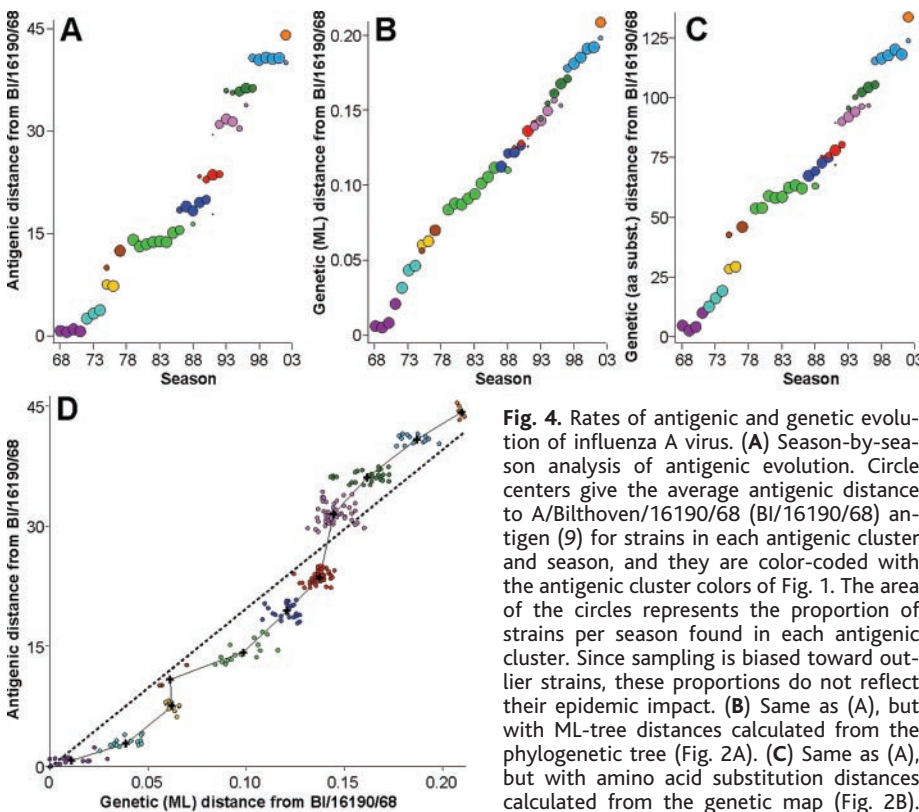 A
Antigenic distance from BI/16190/68
45
30
15
0
68 73 78 83 88 93 98 03
Season
B
Genetic (ML) distance from BI/16190/68
0.20
0.15
0.10
0.05
0
68 73 78 83 88 93 98 03
Season
C
Genetic (aa subst.) distance from BI/16190/68
125
100
75
50
25
0
68 73 78 83 88 93 98 03
Season
D
Antigenic distance from BI/16190/68
45
30
15
0
0 0.05 0.10 0.15 0.20
Genetic (ML) distance from BI/16190/68
Fig. 4. Rates of antigenic and genetic evolu-
tion of influenza A virus. (A) Season-by-sea-
son analysis of antigenic evolution. Circle
centers give the average antigenic distance
to A/Bilthoven/16190/68 (BI/16190/68) an-
tigen (9) for strains in each antigenic cluster
and season, and they are color-coded with
the antigenic cluster colors of Fig. 1. The area
of the circles represents the proportion of
strains per season found in each antigenic
cluster. Since sampling is biased toward out-
lier strains, these proportions do not reflect
their epidemic impact. (B) Same as (A), but
with ML-tree distances calculated from the
phylogenetic tree (Fig. 2A). (C) Same as (A),
but with amino acid substitution distances
calculated from the genetic map (Fig. 2B).